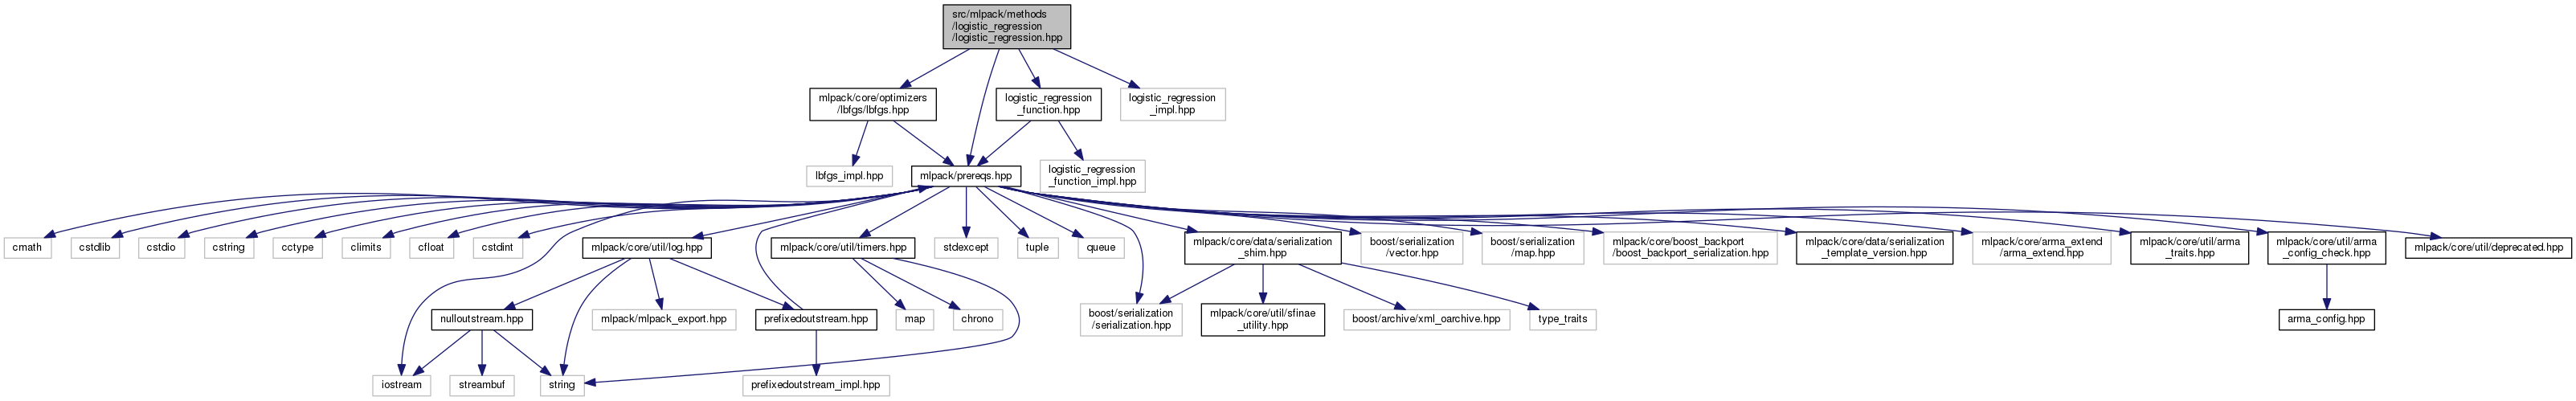 src/mlpack/methods
/logistic_regression
/logistic_regression.hpp
mlpack/core/optimizers
/lbfgs/lbfgs.hpp
logistic_regression
_function.hpp
logistic_regression
_impl.hpp
lbfgs_impl.hpp
mlpack/prereqs.hpp
logistic_regression
_function_impl.hpp
cmath
cstdlib
cstdio
cstring
cctype
climits
cfloat
cstdint
mlpack/core/util/log.hpp
mlpack/core/util/timers.hpp
stdexcept
tuple
queue
mlpack/core/data/serialization
_shim.hpp
boost/serialization
/vector.hpp
boost/serialization
/map.hpp
mlpack/core/boost_backport
/boost_backport_serialization.hpp
mlpack/core/data/serialization
_template_version.hpp
mlpack/core/arma_extend
/arma_extend.hpp
mlpack/core/util/arma
_traits.hpp
mlpack/core/util/arma
_config_check.hpp
mlpack/core/util/deprecated.hpp
nulloutstream.hpp
mlpack/mlpack_export.hpp
prefixedoutstream.hpp
map
chrono
boost/serialization
/serialization.hpp
mlpack/core/util/sfinae
_utility.hpp
boost/archive/xml_oarchive.hpp
type_traits
arma_config.hpp
iostream
streambuf
string
prefixedoutstream_impl.hpp